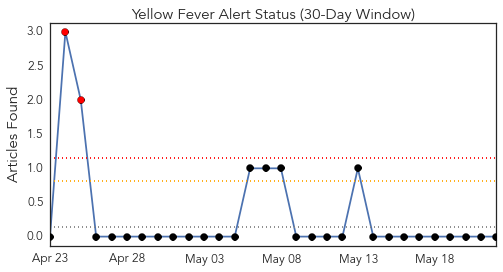 Yellow Fever Alert Status (30-Day Window)
Articles Found
3.0
2.5
2.0
1.5
1.0
0.5
0.0
Apr 23 Apr 28 May 03 May 08 May 13 May 18